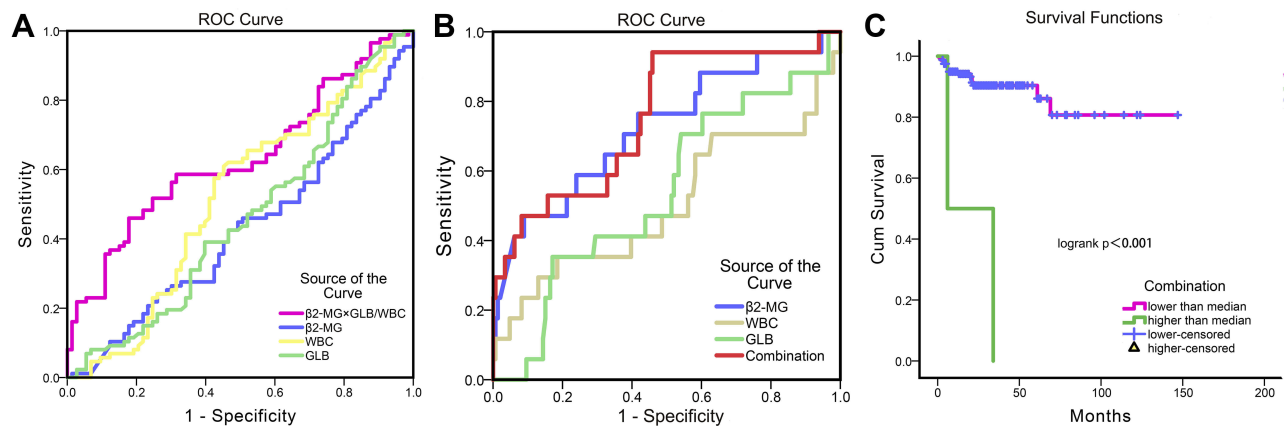 A
ROC Curve
Sensitivity
1.0
0.8
0.6
0.4
0.2
0.0
Source of the
Curve
β2-MG×GLB/WBC
β2-MG
WBC
GLB
0.0 0.2 0.4 0.6 0.8 1.0
1 - Specificity
B
ROC Curve
Sensitivity
1.0
0.8
0.6
0.4
0.2
0.0
Source of the
Curve
β2-MG
WBC
GLB
Combination
0.0 0.2 0.4 0.6 0.8 1.0
1 - Specificity
C
Survival Functions
Cum Survival
1.0
0.8
0.6
0.4
0.2
0.0
logrank p<0.001
Combination
lower than median
higher than median
lower-censored
higher-censored
0 50 100 150 200
Months